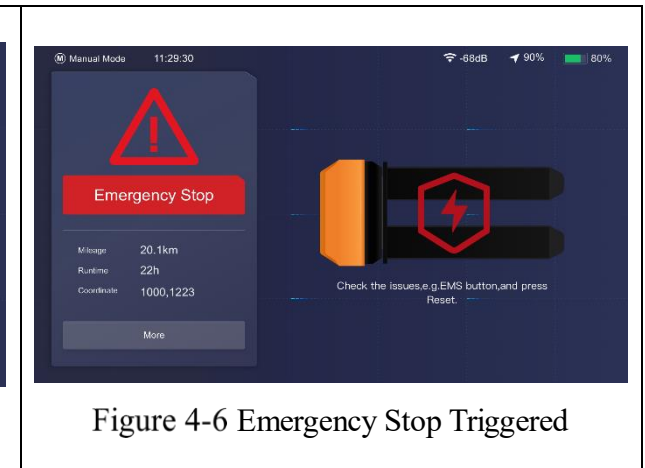 Manual Mode 11:29:30 -68dB 90% 80%
Emergency Stop
Mileage 20.1km
Runtime 22h
Coordinate 1000,1223
More
Check the issues,e.g.EMS button,and press
Reset.
Figure 4-6 Emergency Stop Triggered